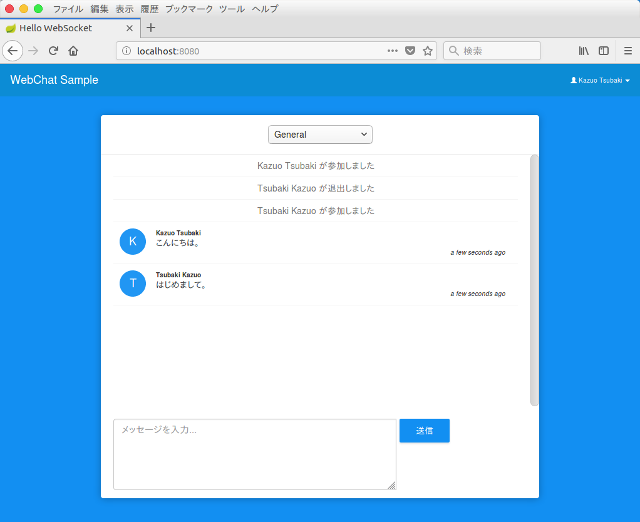 ファイル 編集 表示 履歴 ブックマーク ツール ヘルプ
Hello WebSocket
localhost:8080
検索
WebChat Sample
Kazuo Tsubaki
General
Kazuo Tsubaki が参加しました
Tsubaki Kazuo が退出しました
Tsubaki Kazuo が参加しました
K
Kazuo Tsubaki
こんにちは。
a few seconds ago
T
Tsubaki Kazuo
はじめまして。
a few seconds ago
メッセージを入力...
送信